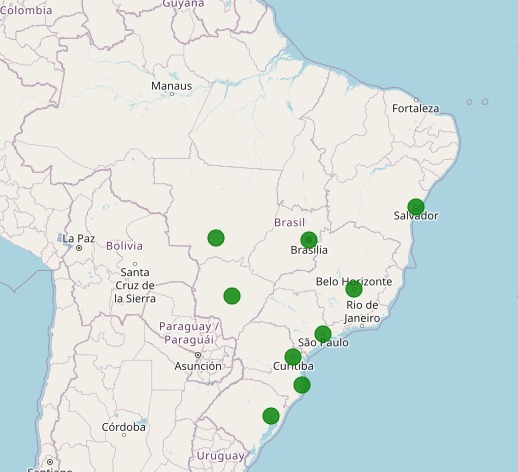 Colombia
Guyana
Manaus
Fortaleza
Salvador
Brasil
La Paz
Bolivia
Brasília
Santa
Cruz de
la Sierra
Belo Horizonte
Rio de
Janeiro
Paraguay /
Paraguái
São Paulo
Asunción
Curitiba
Córdoba
Uruguay
Santiago